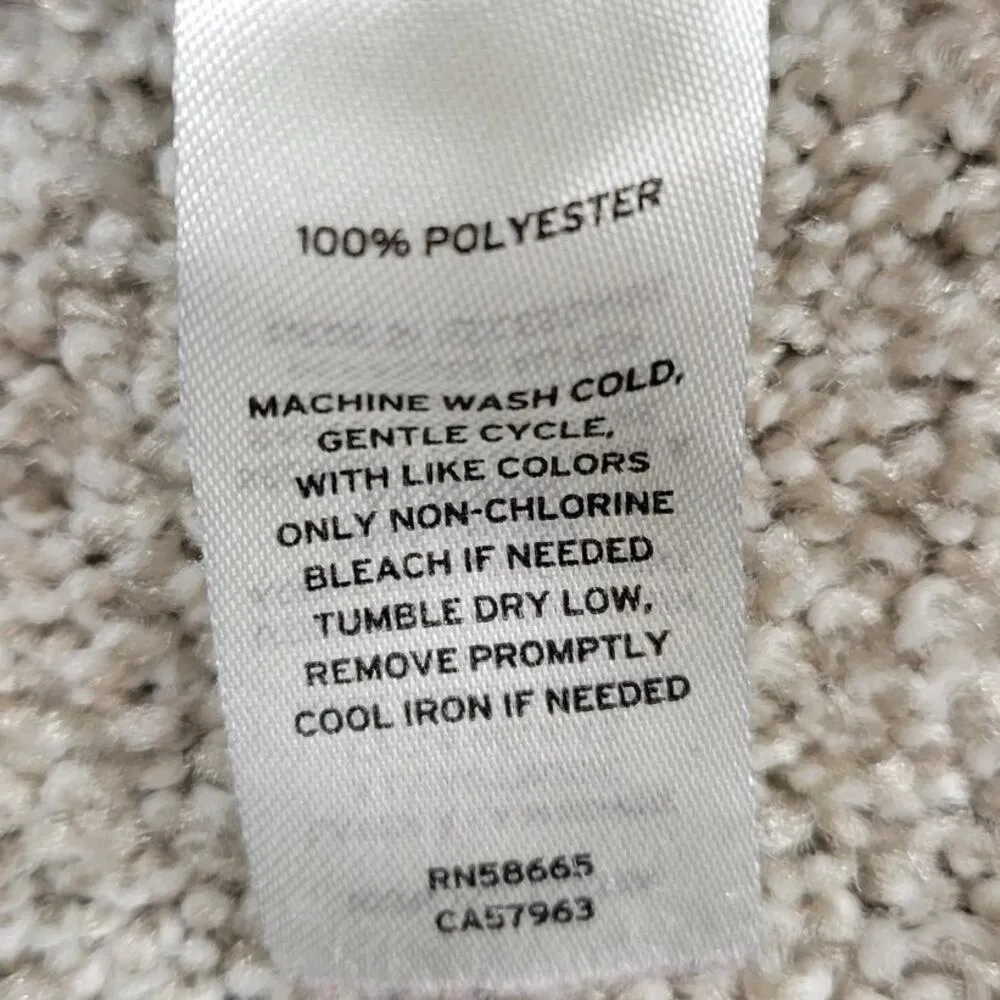 100% POLYESTER
MACHINE WASH COLD,
GENTLE CYCLE,
WITH LIKE COLORS
ONLY NON-CHLORINE
BLEACH IF NEEDED
TUMBLE DRY LOW,
REMOVE PROMPTLY
COOL IRON IF NEEDED
RN58665
CA57963